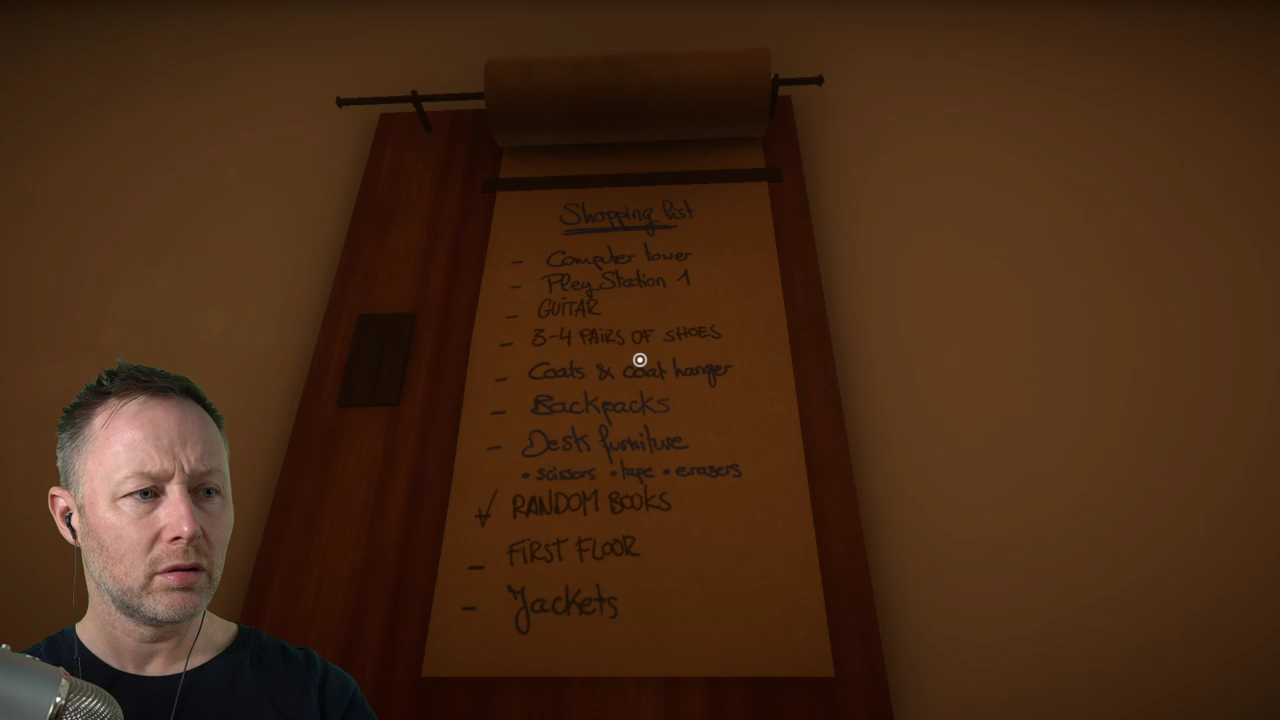 Shopping list
- Computer tower
- Pley Station 1
- GUITAR
- 3-4 PAIRS OF SHOES
- Coats & coat hanger
- Backpacks
- Desk furniture
• scissors • tape • erasers
✓ RANDOM BOOKS
- FIRST FLOOR
- Jackets